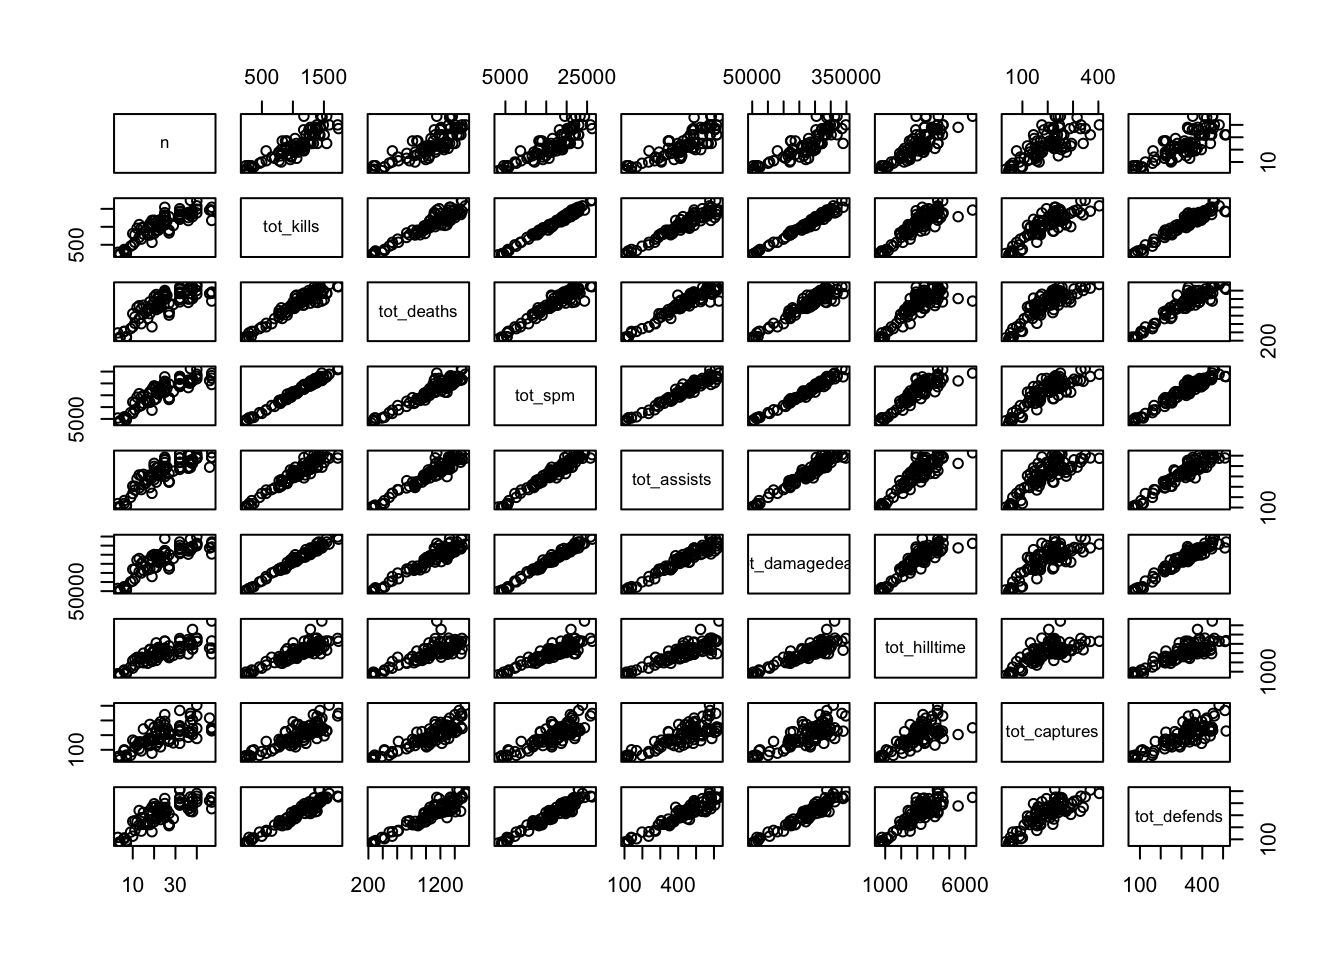 500 1500 5000 25000 50000 350000 100 400
n 10
500 tot_kills
tot_deaths 200
5000 tot_spm
tot_assists 100
50000 t_damagedea
tot_hilltime 1000
100 tot_captures
tot_defends 100
10 30 200 1200 100 400 1000 6000 100 400